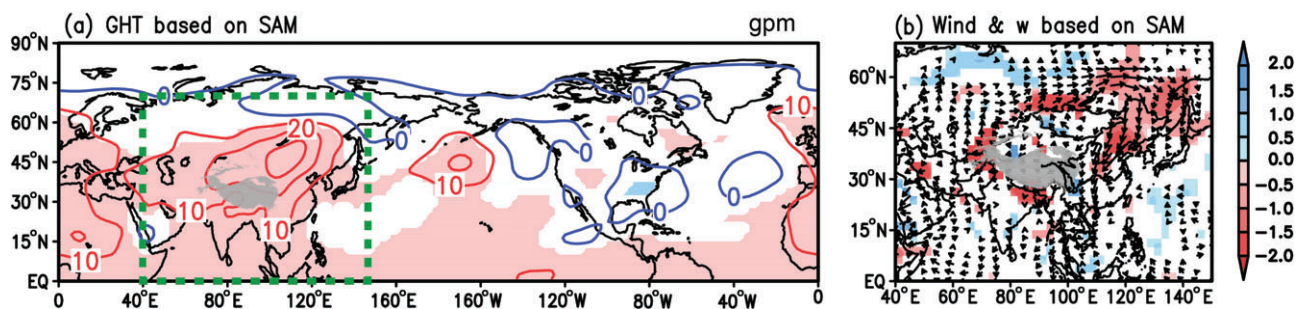 (a) GHT based on SAM gpm (b) Wind & w based on SAM
90°N
75°N
60°N
45°N
30°N
15°N
EQ
0 40°E 80°E 120°E 160°E 160°W 120°W 80°W 40°W 0
0 0 0 10
20 0
10 0 0
10 10 0
0
10
60°N
45°N
30°N
15°N
EQ
40°E 60°E 80°E 100°E 120°E 140°E
2.0
1.5
1.0
0.5
0.0
−0.5
−1.0
−1.5
−2.0